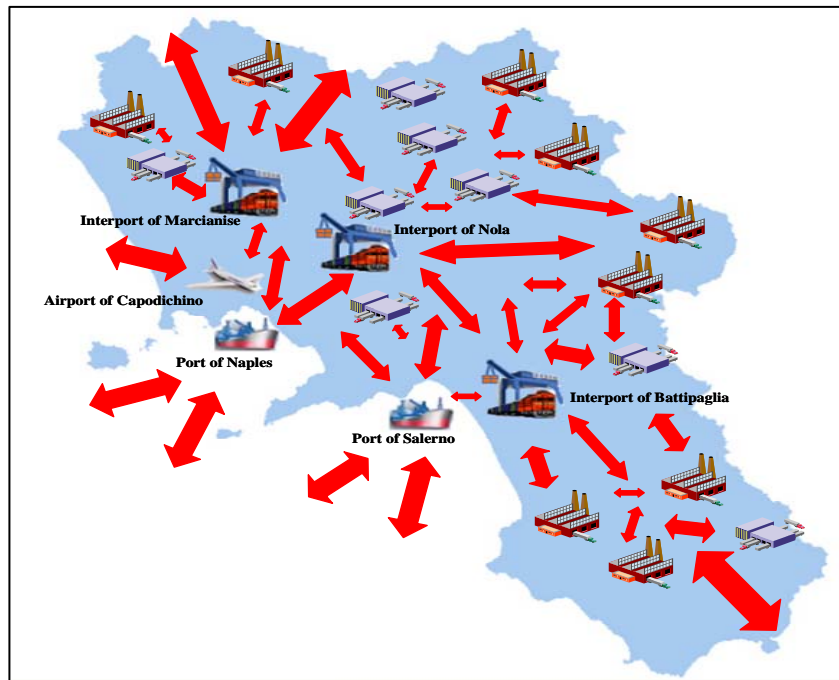 Interport of Marcianise
Interport of Nola
Airport of Capodichino
Port of Naples
Interport of Battipaglia
Port of Salerno